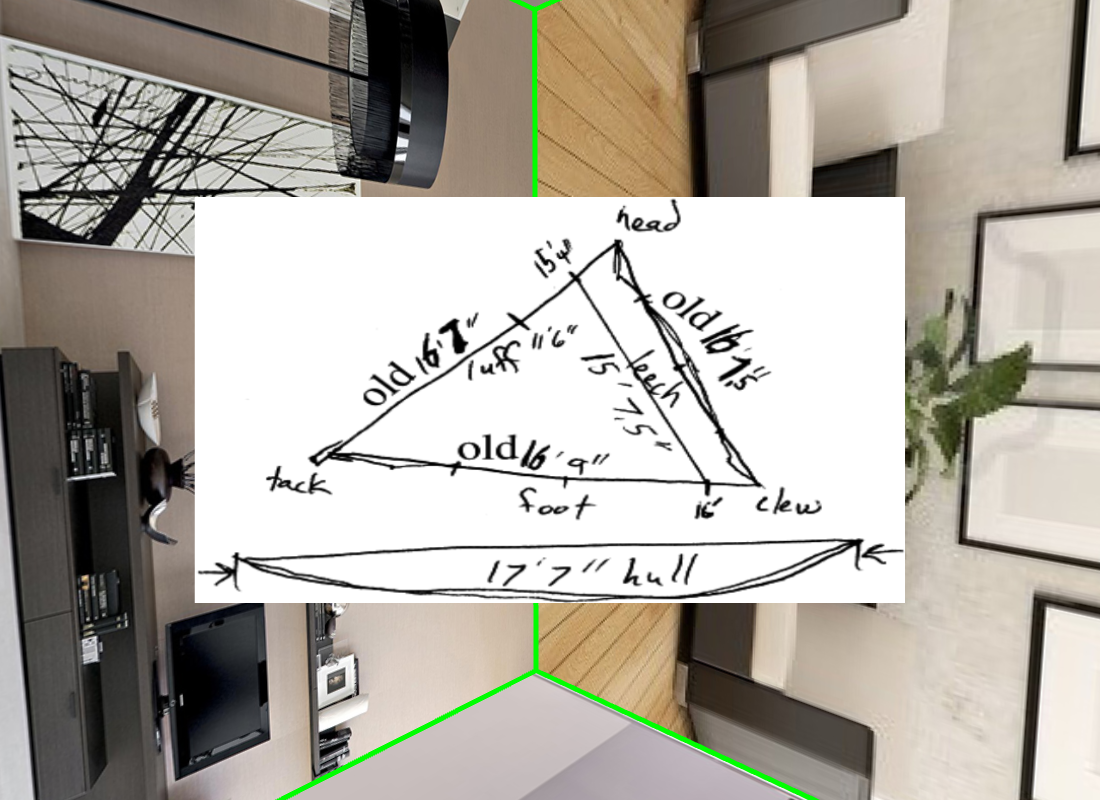 head
15'4"
old 16'7"
luff 11'6"
old 16'7.5"
leech
15'7.5"
old 16'9"
tack
foot
16'
clew
17'7" hull